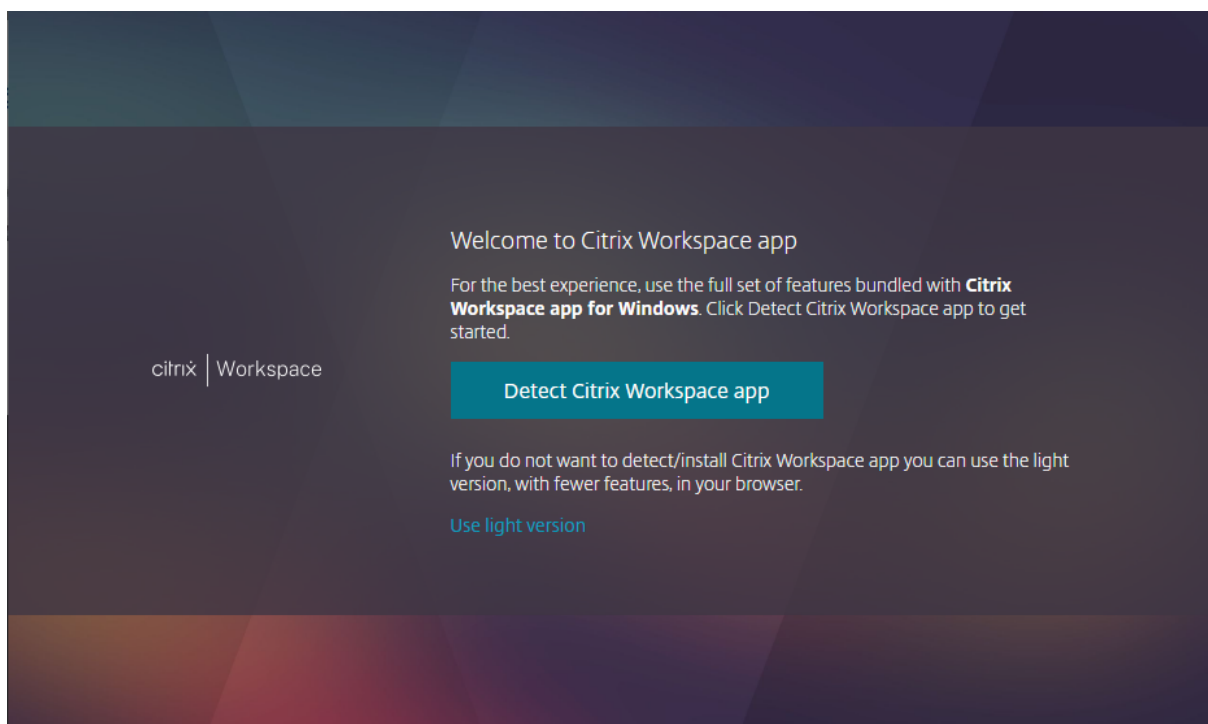 Welcome to Citrix Workspace app
For the best experience, use the full set of features bundled with Citrix
Workspace app for Windows. Click Detect Citrix Workspace app to get
started.
citrix | Workspace
Detect Citrix Workspace app
If you do not want to detect/install Citrix Workspace app you can use the light
version, with fewer features, in your browser.
Use light version